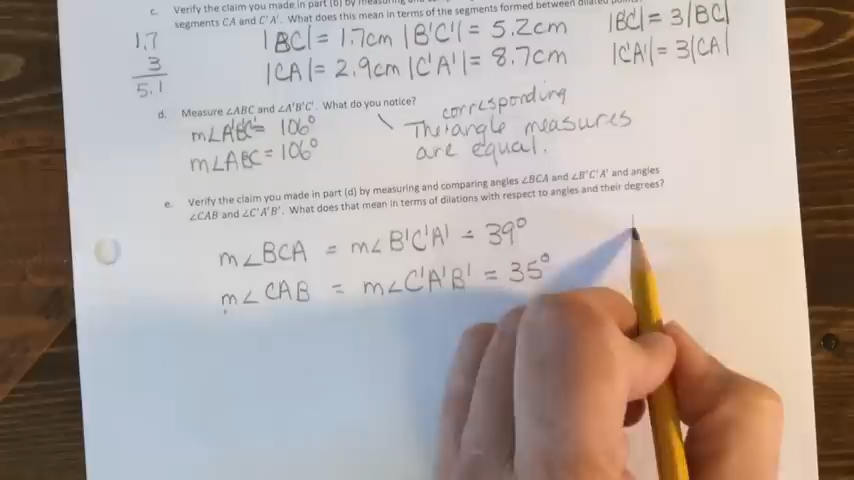 c. Verify the claim you made in part (b) by measuring and
segments CA and C'A'. What does this mean in terms of the segments formed between dilated points?
1.7
3
5.1
|BC| = 1.7cm |B'C'| = 5.2cm |BC| = 3|BC|
|CA| = 2.9cm |C'A'| = 8.7cm |C'A'| = 3|CA|
d. Measure ∠ABC and ∠A'B'C'. What do you notice?
m∠A'B'C' = 106°
m∠ABC = 106°
corresponding
The angle measures
are equal.
e. Verify the claim you made in part (d) by measuring and comparing angles ∠BCA and ∠B'C'A' and angles
∠CAB and ∠C'A'B'. What does that mean in terms of dilations with respect to angles and their degrees?
m∠BCA = m∠B'C'A' = 39°
m∠CAB = m∠C'A'B' = 35°